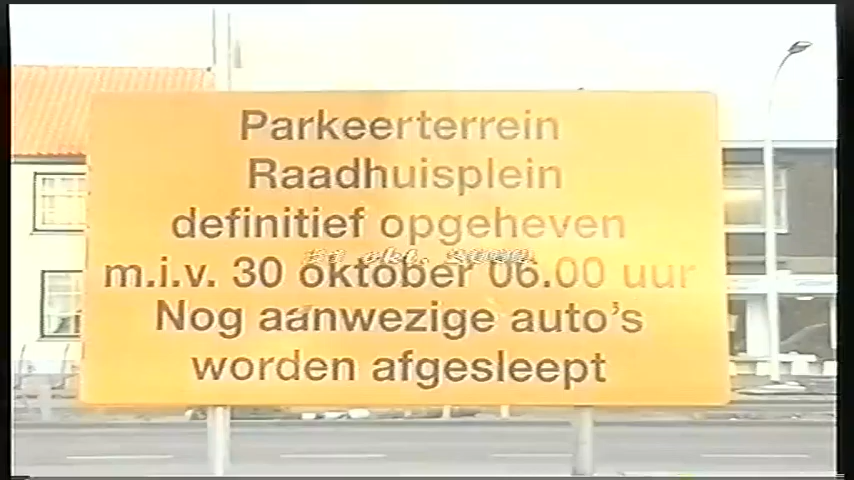 Parkeerterrein
Raadhuisplein
definitief opgeheven
m.i.v. 30 oktober 06.00 uur
Nog aanwezige auto's
worden afgesleept